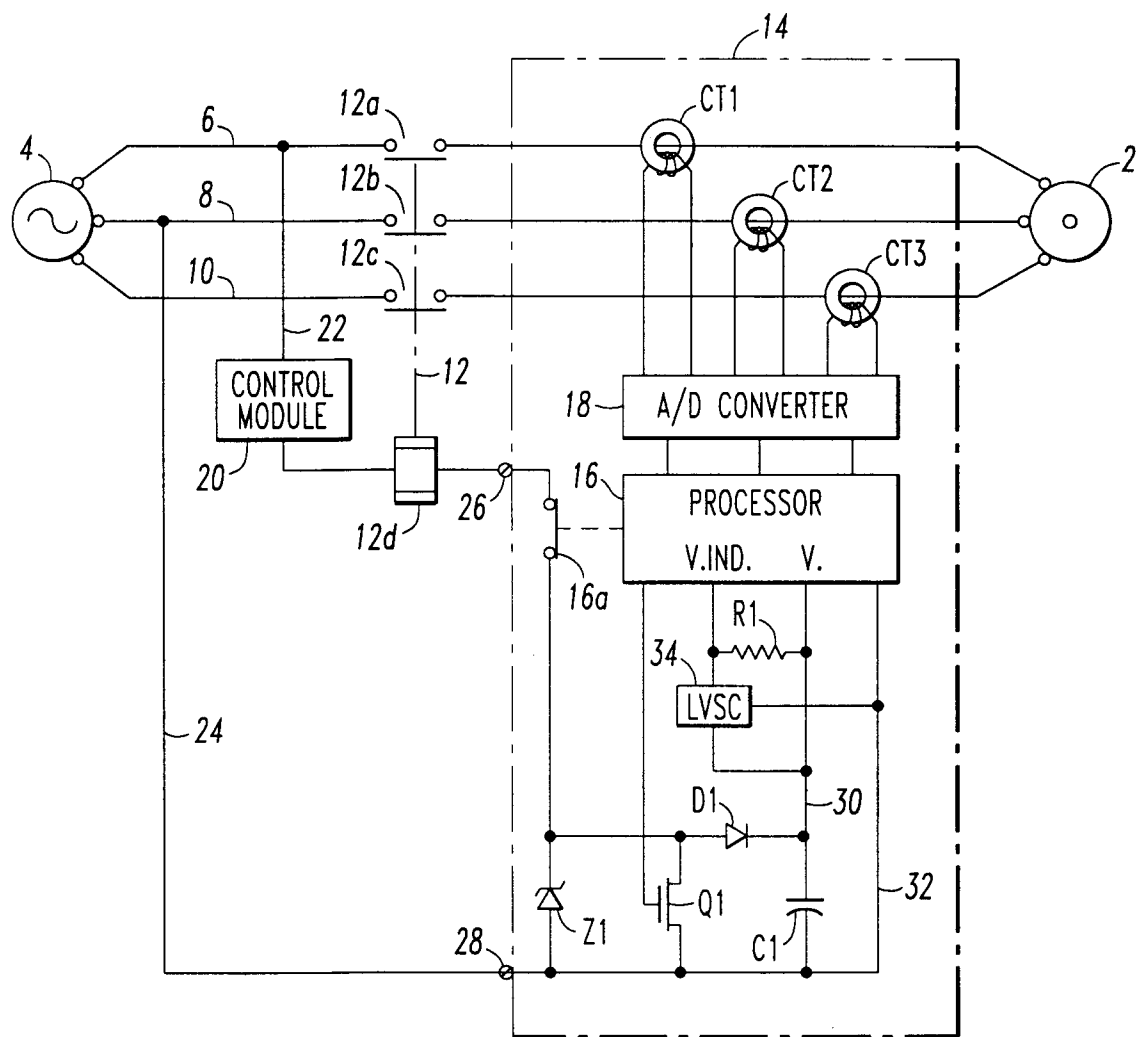 14
12a
CT1
6
4
12b
CT2
2
8
12c
CT3
10
22
12
CONTROL
MODULE
18
A/D CONVERTER
20
16
PROCESSOR
26
12d
V.IND.
V.
16a
R1
34
LVSC
24
D1
30
32
Q1
Z1
C1
28